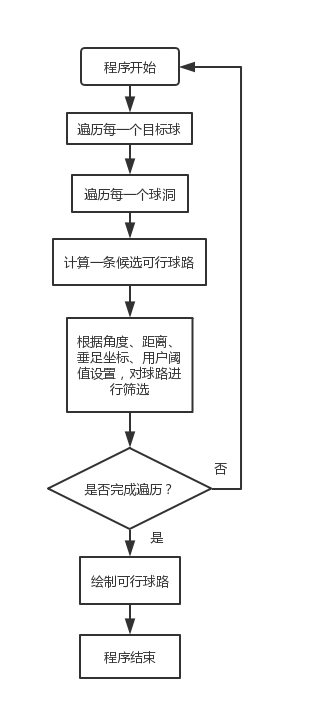 程序开始
遍历每一个目标球
遍历每一个球洞
计算一条候选可行球路
根据角度、距离、
垂足坐标、用户阈
值设置，对球路进
行筛选
否
是否完成遍历？
是
绘制可行球路
程序结束